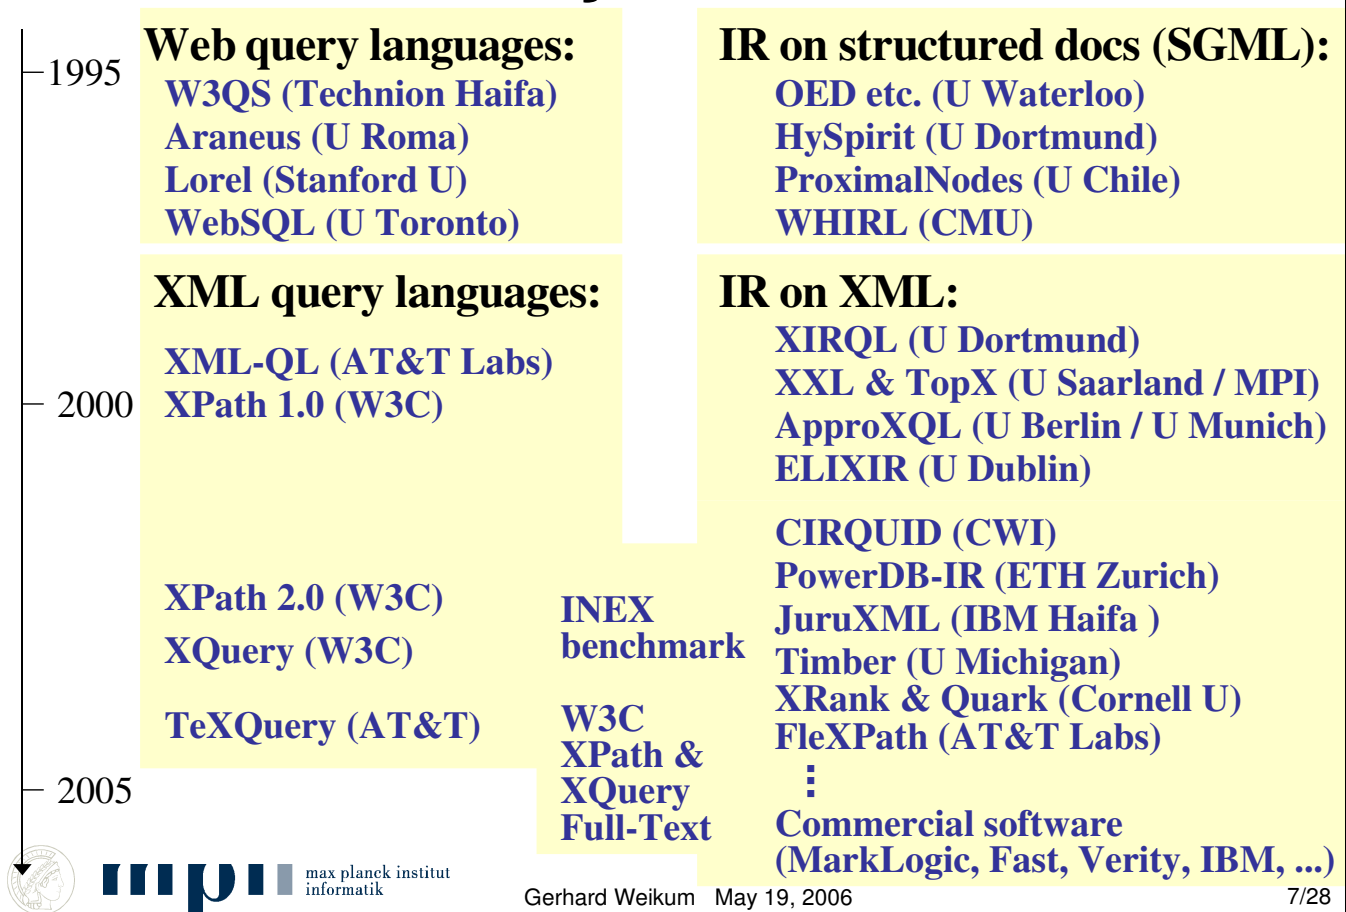 1995
Web query languages:
W3QS (Technion Haifa)
Araneus (U Roma)
Lorel (Stanford U)
WebSQL (U Toronto)
IR on structured docs (SGML):
OED etc. (U Waterloo)
HySpirit (U Dortmund)
ProximalNodes (U Chile)
WHIRL (CMU)
XML query languages:
XML-QL (AT&T Labs)
2000
XPath 1.0 (W3C)
XPath 2.0 (W3C)
XQuery (W3C)
TeXQuery (AT&T)
2005
INEX
benchmark
W3C
XPath &
XQuery
Full-Text
IR on XML:
XIRQL (U Dortmund)
XXL & TopX (U Saarland / MPI)
ApproXQL (U Berlin / U Munich)
ELIXIR (U Dublin)
CIRQUID (CWI)
PowerDB-IR (ETH Zurich)
JuruXML (IBM Haifa )
Timber (U Michigan)
XRank & Quark (Cornell U)
FleXPath (AT&T Labs)
⋮
Commercial software
(MarkLogic, Fast, Verity, IBM, ...)
max planck institut
informatik
Gerhard Weikum May 19, 2006
7/28